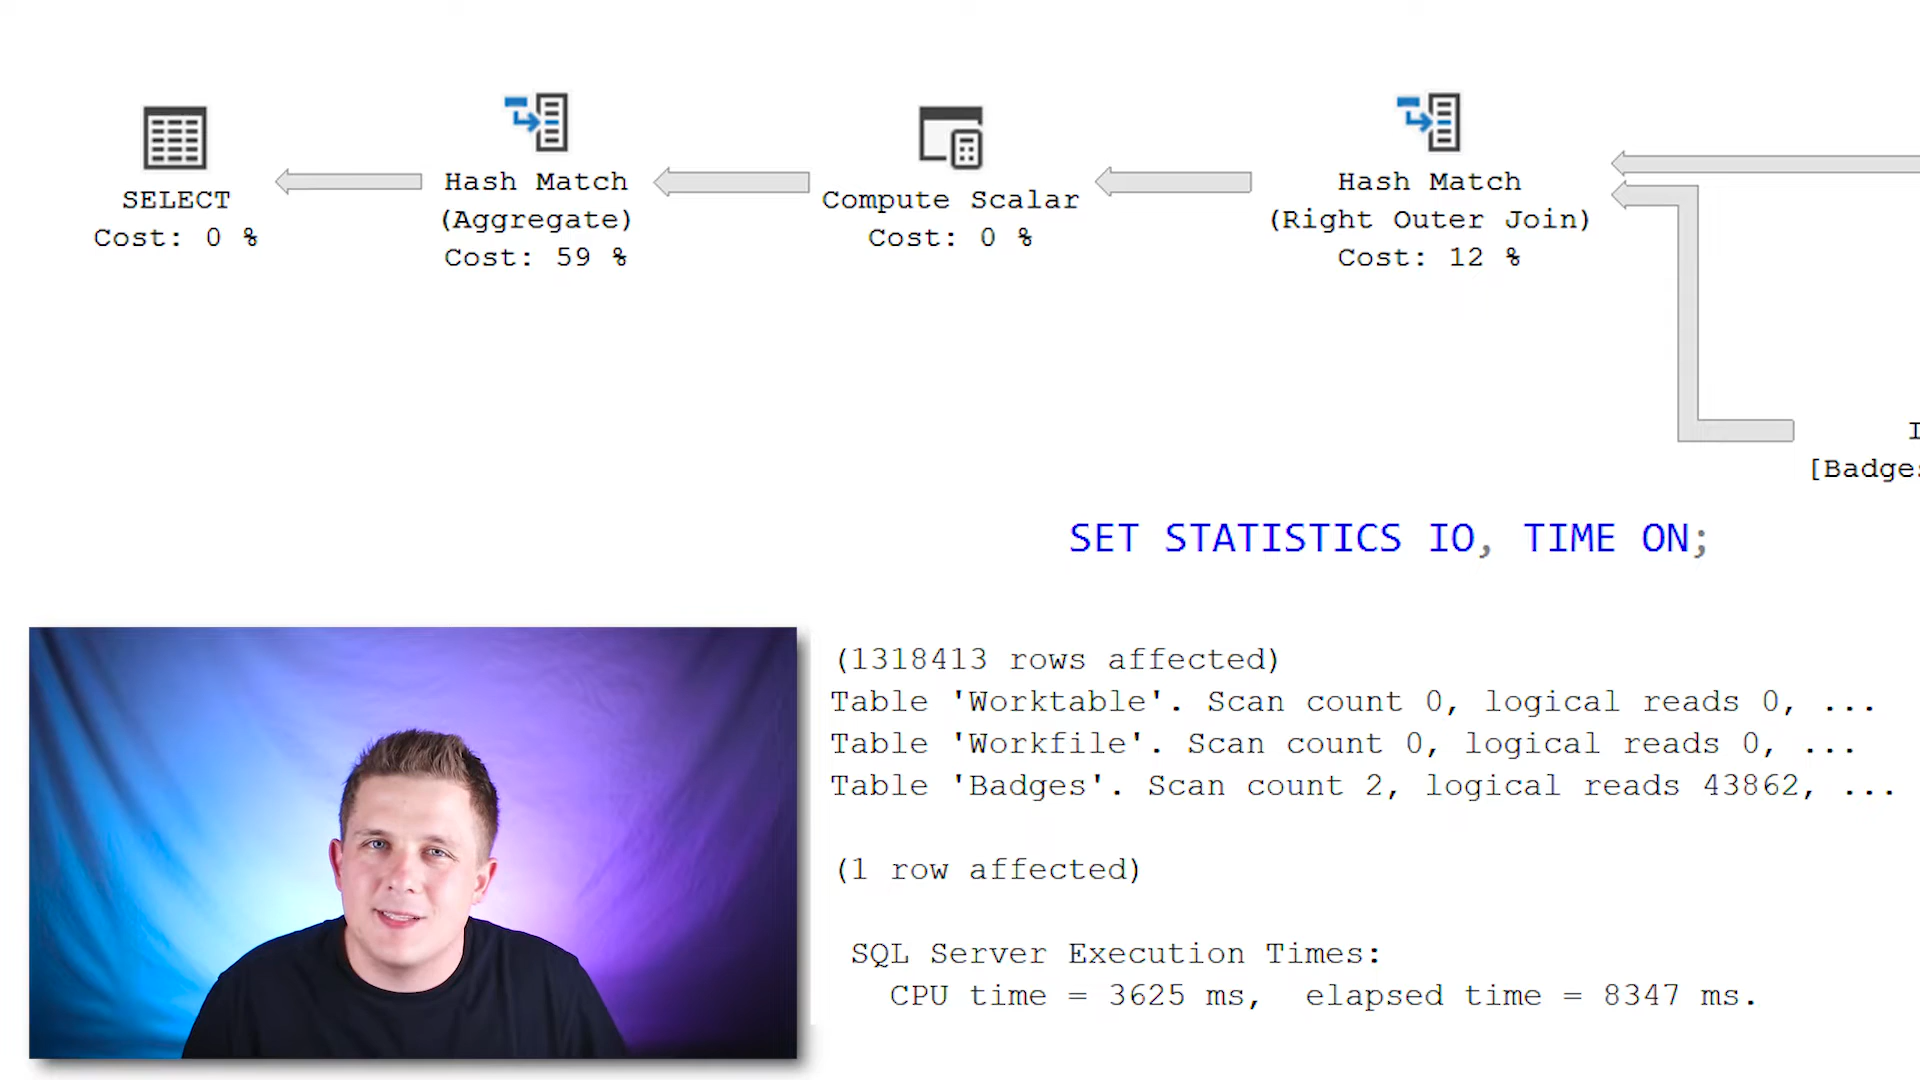 SELECT
Cost: 0 %
Hash Match
(Aggregate)
Cost: 59 %
Compute Scalar
Cost: 0 %
Hash Match
(Right Outer Join)
Cost: 12 %
[Badges
SET STATISTICS IO, TIME ON;
(1318413 rows affected)
Table 'Worktable'. Scan count 0, logical reads 0, ...
Table 'Workfile'. Scan count 0, logical reads 0, ...
Table 'Badges'. Scan count 2, logical reads 43862, ...
(1 row affected)
SQL Server Execution Times:
CPU time = 3625 ms, elapsed time = 8347 ms.